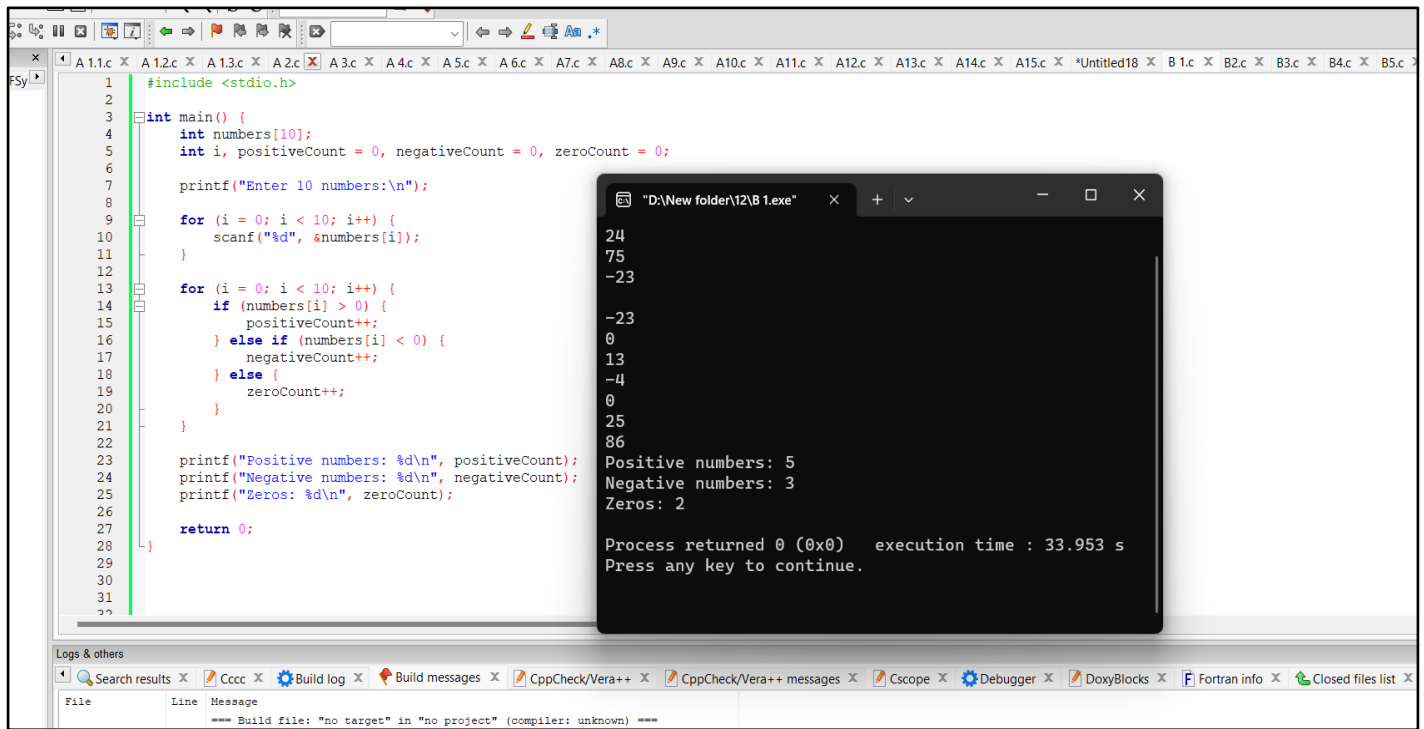 A 1.1.c X A 1.2.c X A 1.3.c X A 2.c X A 3.c X A 4.c X A 5.c X A 6.c X A7.c X A8.c X A9.c X A10.c X A11.c X A12.c X A13.c X A14.c X A15.c X *Untitled18 X B 1.c X B2.c X B3.c X B4.c X B5.c
FSy
1 #include <stdio.h>
2
3 int main() {
4 int numbers[10];
5 int i, positiveCount = 0, negativeCount = 0, zeroCount = 0;
6
7 printf("Enter 10 numbers:\n");
8
9 for (i = 0; i < 10; i++) {
10 scanf("%d", &numbers[i]);
11 }
12
13 for (i = 0; i < 10; i++) {
14 if (numbers[i] > 0) {
15 positiveCount++;
16 } else if (numbers[i] < 0) {
17 negativeCount++;
18 } else {
19 zeroCount++;
20 }
21 }
22
23 printf("Positive numbers: %d\n", positiveCount);
24 printf("Negative numbers: %d\n", negativeCount);
25 printf("Zeros: %d\n", zeroCount);
26
27 return 0;
28 }
29
30
31
"D:\New folder\12\B 1.exe"
24
75
-23
-23
0
13
-4
0
25
86
Positive numbers: 5
Negative numbers: 3
Zeros: 2
Process returned 0 (0x0) execution time : 33.953 s
Press any key to continue.
Logs & others
Search results X Cccc X Build log X Build messages X CppCheck/Vera++ X CppCheck/Vera++ messages X Cscope X Debugger X DoxyBlocks X Fortran info X Closed files list X
File Line Message
=== Build file: "no target" in "no project" (compiler: unknown) ===